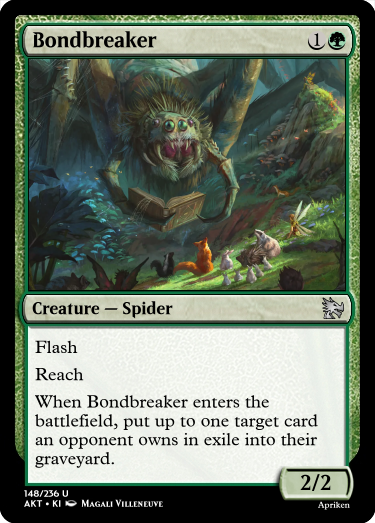 Bondbreaker 1
Creature — Spider
Flash
Reach
When Bondbreaker enters the
battlefield, put up to one target card
an opponent owns in exile into their
graveyard.
2/2
148/236 U
AKT • KI Magali Villeneuve
Apriken